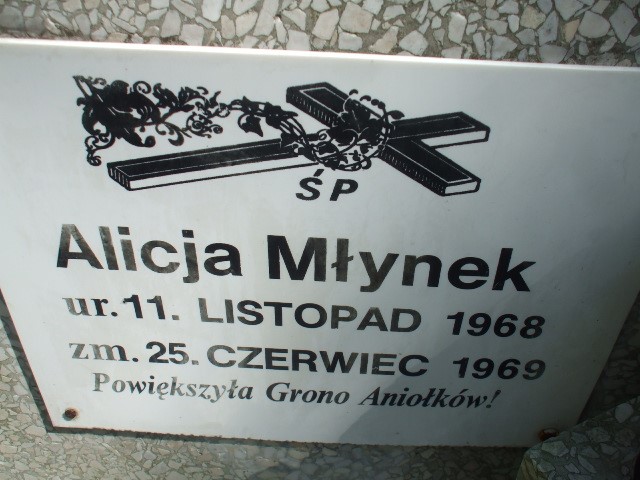 ŚP
Alicja Młynek
ur. 11. LISTOPAD 1968
zm. 25. CZERWIEC 1969
Powiększyła Grono Aniołków!